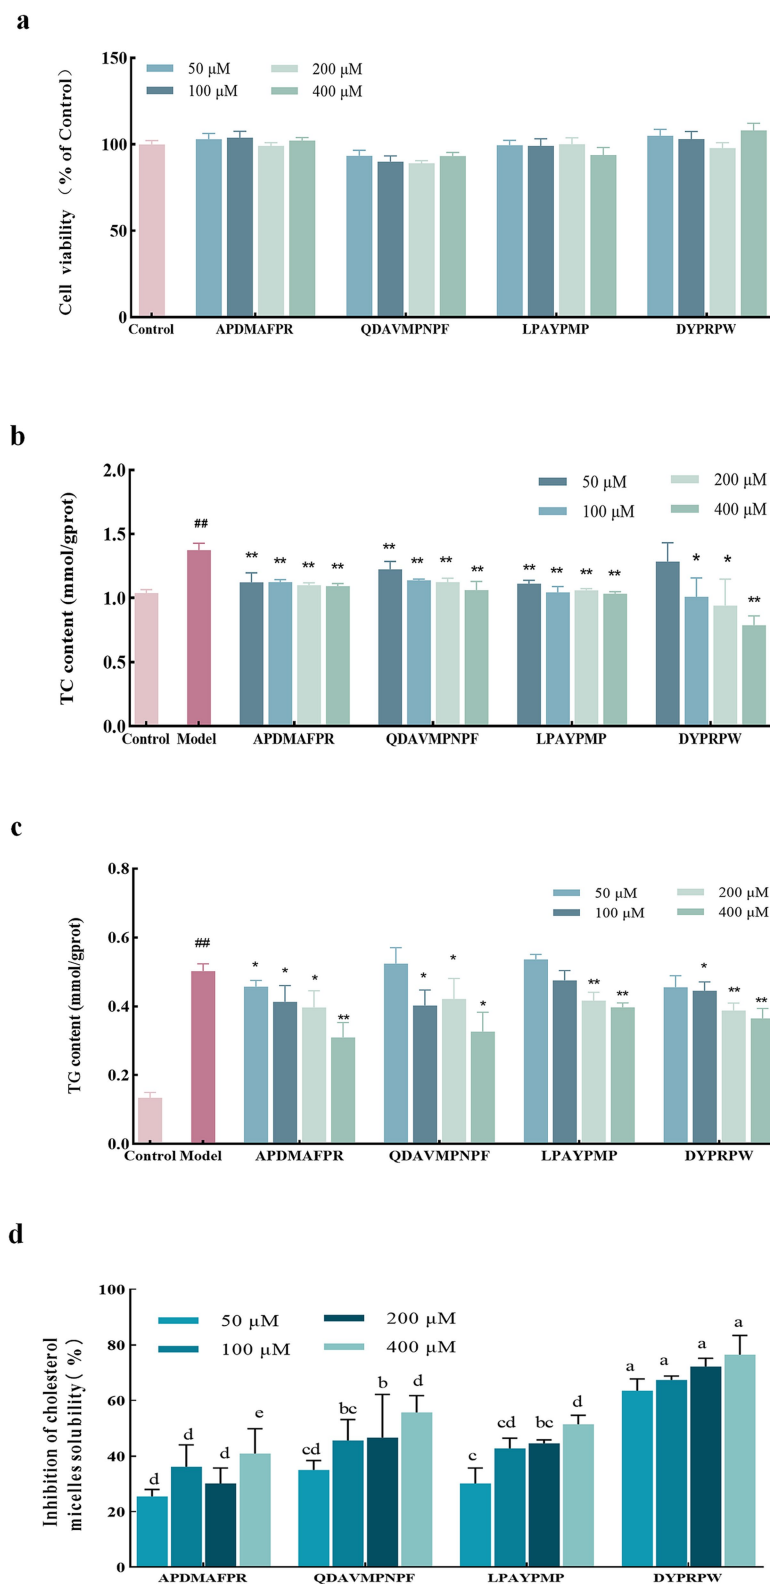 a
Cell viability (% of Control)
150
100
50
0
50 μM
200 μM
100 μM
400 μM
Control APDMAFPR QDAVMPNPF LPAYPMP DYPRPW
b
TC content (mmol/gprot)
2.0
1.5
1.0
0.5
0.0
50 μM
200 μM
100 μM
400 μM
##
** ** ** ** ** ** ** ** ** ** ** ** * * **
Control Model APDMAFPR QDAVMPNPF LPAYPMP DYPRPW
c
TG content (mmol/gprot)
0.8
0.6
0.4
0.2
0.0
50 μM
200 μM
100 μM
400 μM
##
* * * ** * * * ** ** * ** **
Control Model APDMAFPR QDAVMPNPF LPAYPMP DYPRPW
d
Inhibition of cholesterol
micelles solubility( %)
100
80
60
40
20
0
50 μM
200 μM
100 μM
400 μM
d d d e cd bc b d c cd bc d a a a a
APDMAFPR QDAVMPNPF LPAYPMP DYPRPW